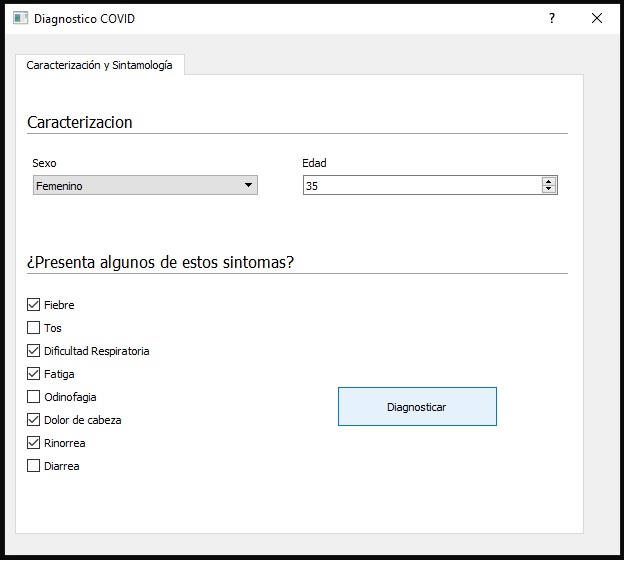 Diagnostico COVID
Caracterización y Sintamología
Caracterizacion
Sexo
Edad
Femenino
35
¿Presenta algunos de estos sintomas?
Fiebre
Tos
Dificultad Respiratoria
Fatiga
Odinofagia
Dolor de cabeza
Rinorrea
Diarrea
Diagnosticar